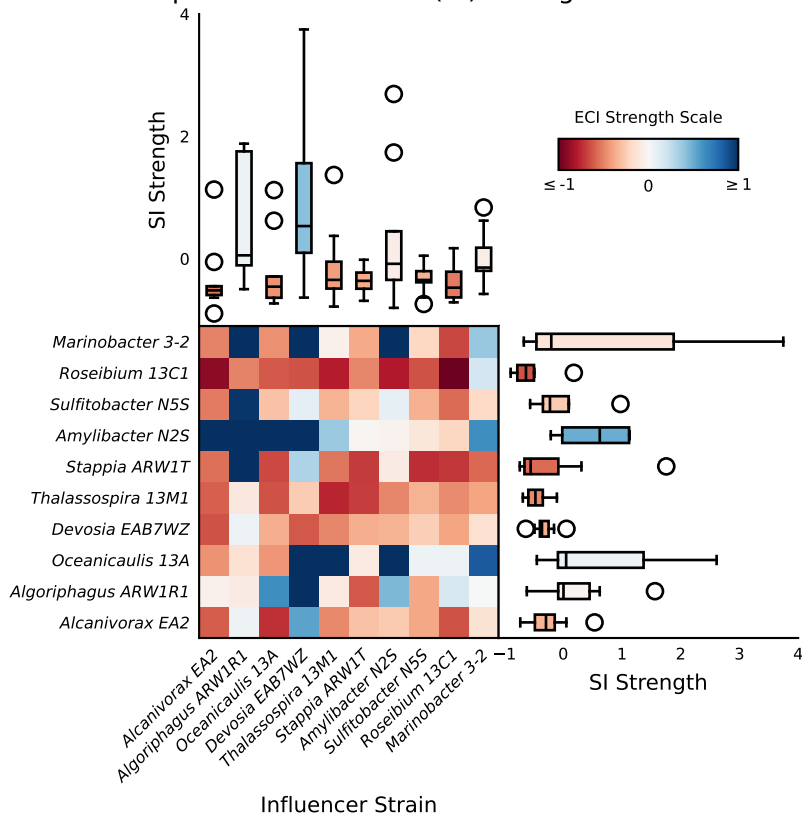 4
2
0
SI Strength
ECI Strength Scale
≤ -1
0
≥ 1
Marinobacter 3-2
Roseibium 13C1
Sulfitobacter N5S
Amylibacter N2S
Stappia ARW1T
Thalassospira 13M1
Devosia EAB7WZ
Oceanicaulis 13A
Algoriphagus ARW1R1
Alcanivorax EA2
−1
0
1
2
3
4
SI Strength
Alcanivorax EA2
Algoriphagus ARW1R1
Oceanicaulis 13A
Devosia EAB7WZ
Thalassospira 13M1
Stappia ARW1T
Amylibacter N2S
Sulfitobacter N5S
Roseibium 13C1
Marinobacter 3-2
Influencer Strain